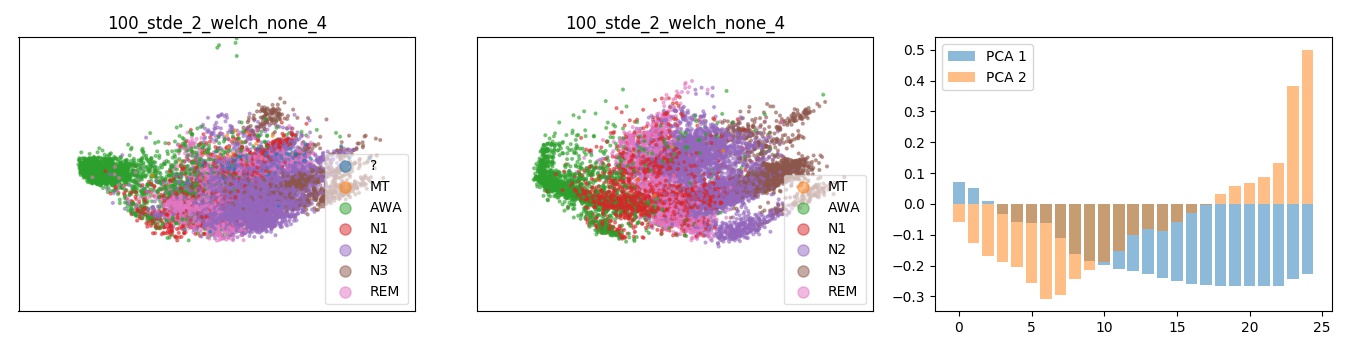 100_stde_2_welch_none_4
?
MT
AWA
N1
N2
N3
REM
100_stde_2_welch_none_4
MT
AWA
N1
N2
N3
REM
PCA 1
PCA 2
0.5
0.4
0.3
0.2
0.1
0.0
−0.1
−0.2
−0.3
0 5 10 15 20 25